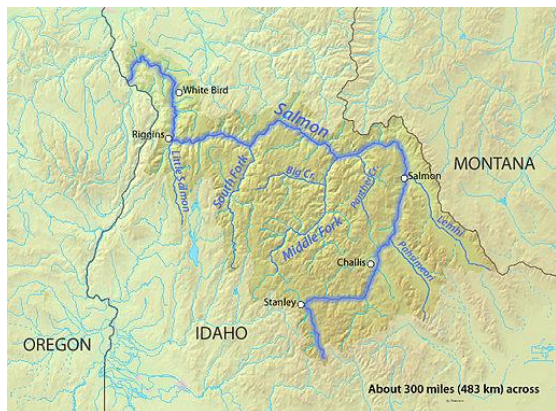 White Bird
Salmon
Riggins
Little Salmon
South Fork
Big Cr.
Panther Cr.
MONTANA
Salmon
Lemhi
Middle Fork
Pahsimeroi
Challis
Stanley
IDAHO
OREGON
About 300 miles (483 km) across